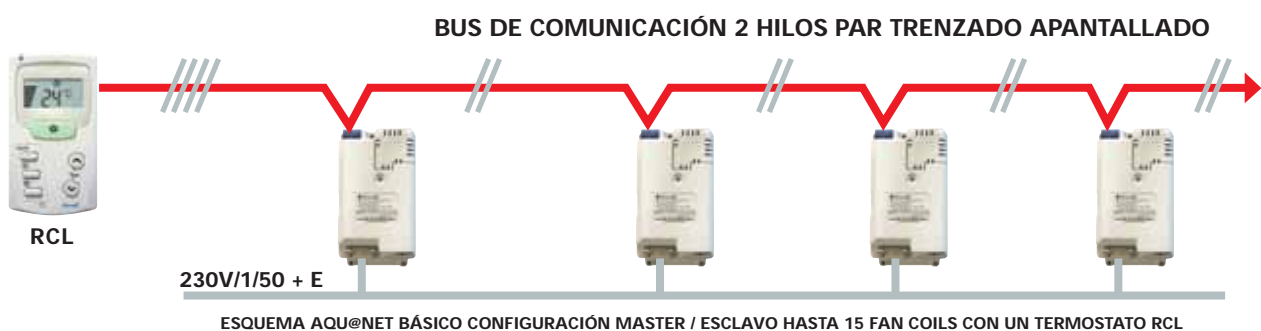 BUS DE COMUNICACIÓN 2 HILOS PAR TRENZADO APANTALLADO
24°
RCL
230V/1/50 + E
ESQUEMA AQU@NET BÁSICO CONFIGURACIÓN MASTER / ESCLAVO HASTA 15 FAN COILS CON UN TERMOSTATO RCL